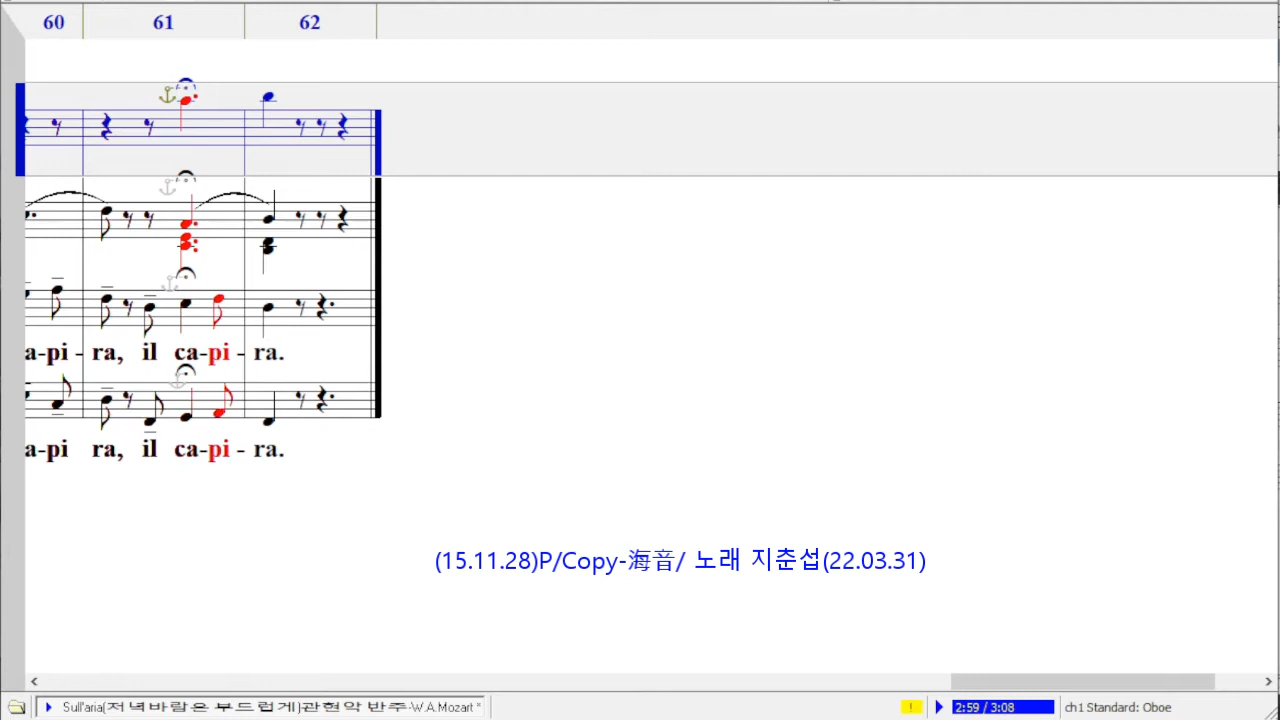 60 61 62
a-pi - ra, il ca-pi - ra.
a-pi ra, il ca-pi - ra.
(15.11.28)P/Copy-海音/ 노래 지춘섭(22.03.31)
Sull'aria(저녁바람은 부드럽게)관현악 반주-W.A.Mozart * ! 2:59 / 3:08 ch1 Standard: Oboe